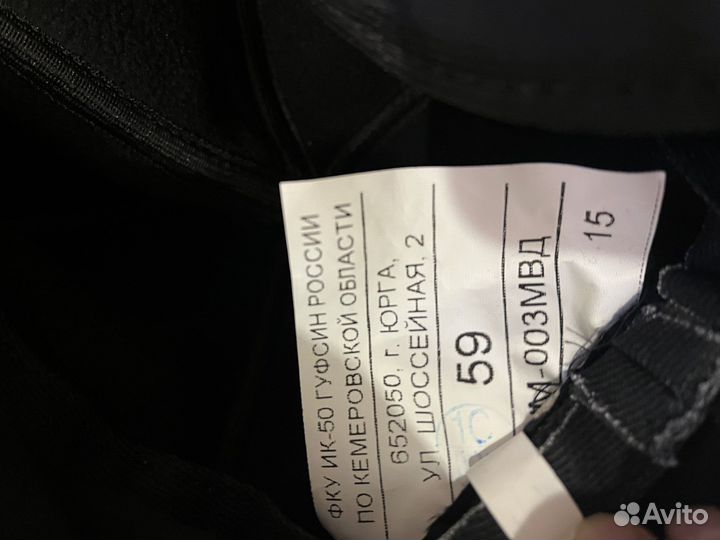 ФКУ ИК-50 ГУФСИН РОССИИ
ПО КЕМЕРОВСКОЙ ОБЛАСТИ
652050, г. ЮРГА,
УЛ. ШОССЕЙНАЯ, 2
59
М-003МВД
15
Avito